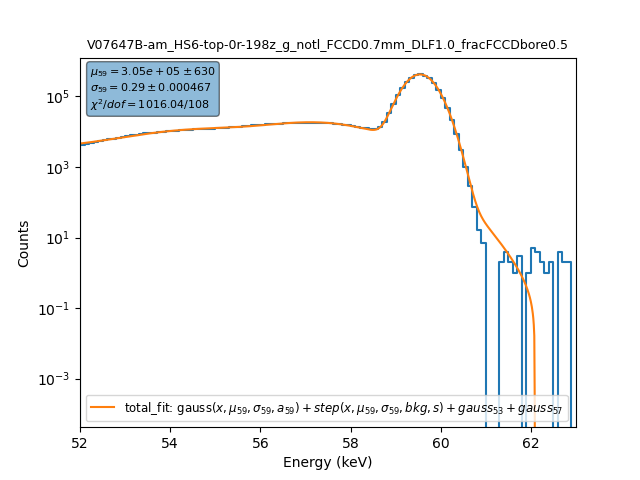 V07647B-am_HS6-top-0r-198z_g_notl_FCCD0.7mm_DLF1.0_fracFCCDbore0.5
μ₅₉ = 3.05e + 05 ± 630
σ₅₉ = 0.29 ± 0.000467
χ²/dof = 1016.04/108
10⁵
10³
10¹
10⁻¹
10⁻³
Counts
total_fit: gauss(x, μ₅₉, σ₅₉, a₅₉) + step(x, μ₅₉, σ₅₉, bkg, s) + gauss₅₃ + gauss₅₇
52 54 56 58 60 62
Energy (keV)